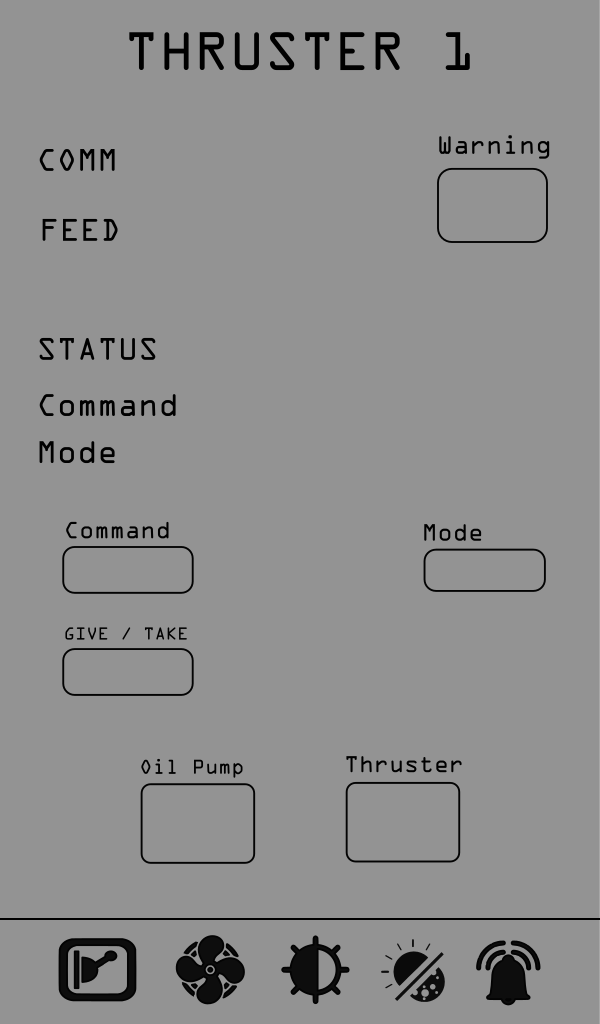 THRUSTER 1
COMM
Warning
FEED
STATUS
Command
Mode
Command
Mode
GIVE / TAKE
Oil Pump
Thruster